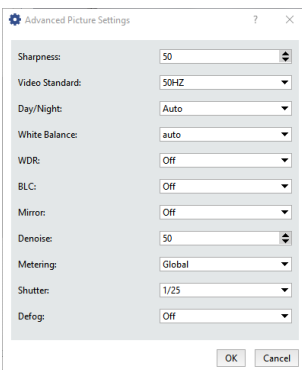 Advanced Picture Settings
Sharpness: 50
Video Standard: 50HZ
Day/Night: Auto
White Balance: auto
WDR: Off
BLC: Off
Mirror: Off
Denoise: 50
Metering: Global
Shutter: 1/25
Defog: Off
OK Cancel